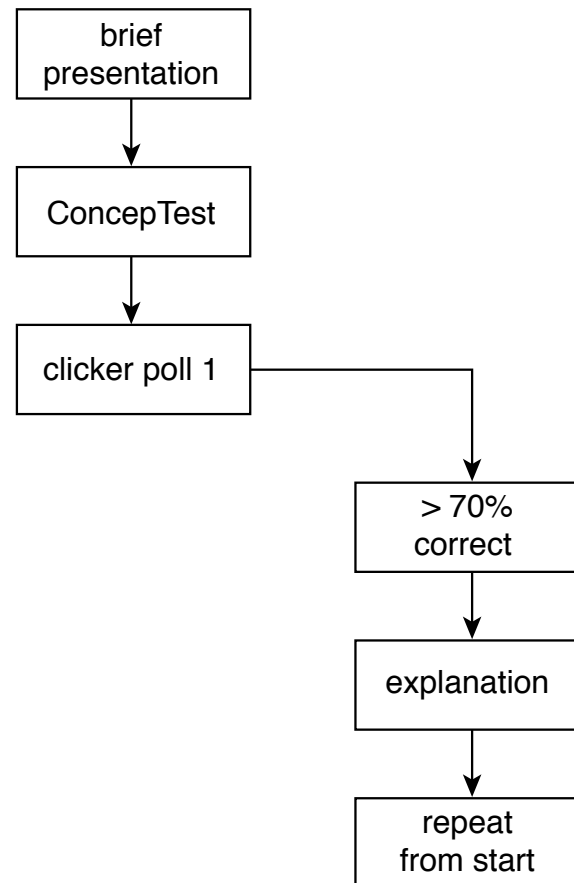 brief
presentation
ConcepTest
clicker poll 1
> 70%
correct
explanation
repeat
from start